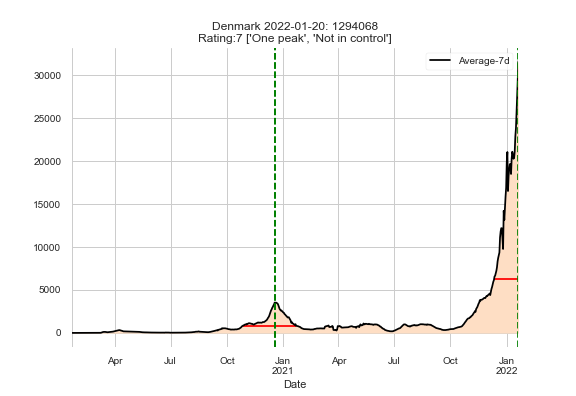 Denmark 2022-01-20: 1294068
Rating:7 ['One peak', 'Not in control']
Average-7d
30000
25000
20000
15000
10000
5000
0
Apr
Jul
Oct
Jan
2021
Apr
Jul
Oct
Jan
2022
Date